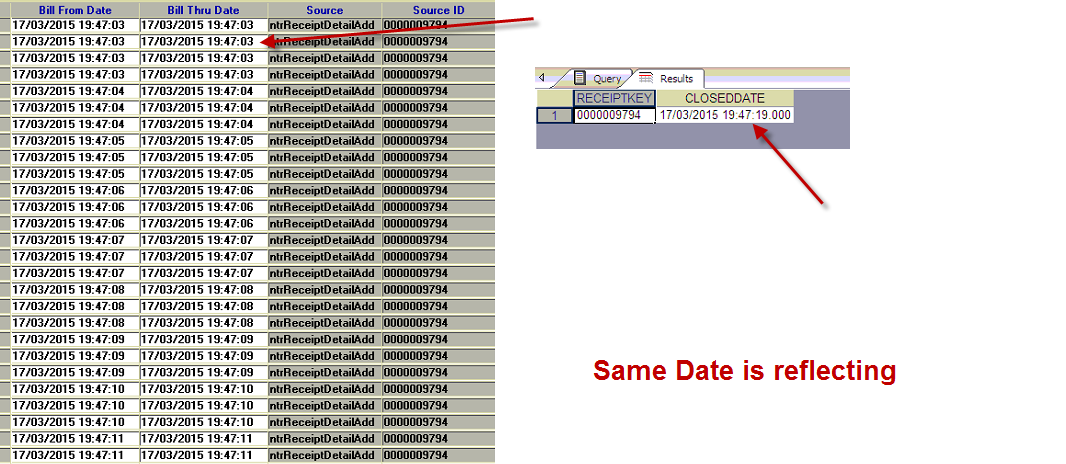 Bill From Date Bill Thru Date Source Source ID
17/03/2015 19:47:03 17/03/2015 19:47:03 ntrReceiptDetailAdd 0000009794
17/03/2015 19:47:03 17/03/2015 19:47:03 ntrReceiptDetailAdd 0000009794
17/03/2015 19:47:03 17/03/2015 19:47:03 ntrReceiptDetailAdd 0000009794
17/03/2015 19:47:03 17/03/2015 19:47:03 ntrReceiptDetailAdd 0000009794
17/03/2015 19:47:04 17/03/2015 19:47:04 ntrReceiptDetailAdd 0000009794
17/03/2015 19:47:04 17/03/2015 19:47:04 ntrReceiptDetailAdd 0000009794
17/03/2015 19:47:04 17/03/2015 19:47:04 ntrReceiptDetailAdd 0000009794
17/03/2015 19:47:05 17/03/2015 19:47:05 ntrReceiptDetailAdd 0000009794
17/03/2015 19:47:05 17/03/2015 19:47:05 ntrReceiptDetailAdd 0000009794
17/03/2015 19:47:05 17/03/2015 19:47:05 ntrReceiptDetailAdd 0000009794
17/03/2015 19:47:06 17/03/2015 19:47:06 ntrReceiptDetailAdd 0000009794
17/03/2015 19:47:06 17/03/2015 19:47:06 ntrReceiptDetailAdd 0000009794
17/03/2015 19:47:06 17/03/2015 19:47:06 ntrReceiptDetailAdd 0000009794
17/03/2015 19:47:07 17/03/2015 19:47:07 ntrReceiptDetailAdd 0000009794
17/03/2015 19:47:07 17/03/2015 19:47:07 ntrReceiptDetailAdd 0000009794
17/03/2015 19:47:07 17/03/2015 19:47:07 ntrReceiptDetailAdd 0000009794
17/03/2015 19:47:08 17/03/2015 19:47:08 ntrReceiptDetailAdd 0000009794
17/03/2015 19:47:08 17/03/2015 19:47:08 ntrReceiptDetailAdd 0000009794
17/03/2015 19:47:08 17/03/2015 19:47:08 ntrReceiptDetailAdd 0000009794
17/03/2015 19:47:09 17/03/2015 19:47:09 ntrReceiptDetailAdd 0000009794
17/03/2015 19:47:09 17/03/2015 19:47:09 ntrReceiptDetailAdd 0000009794
17/03/2015 19:47:09 17/03/2015 19:47:09 ntrReceiptDetailAdd 0000009794
17/03/2015 19:47:10 17/03/2015 19:47:10 ntrReceiptDetailAdd 0000009794
17/03/2015 19:47:10 17/03/2015 19:47:10 ntrReceiptDetailAdd 0000009794
17/03/2015 19:47:10 17/03/2015 19:47:10 ntrReceiptDetailAdd 0000009794
17/03/2015 19:47:11 17/03/2015 19:47:11 ntrReceiptDetailAdd 0000009794
17/03/2015 19:47:11 17/03/2015 19:47:11 ntrReceiptDetailAdd 0000009794
Query Results
RECEIPTKEY CLOSEDDATE
1 0000009794 17/03/2015 19:47:19.000
Same Date is reflecting